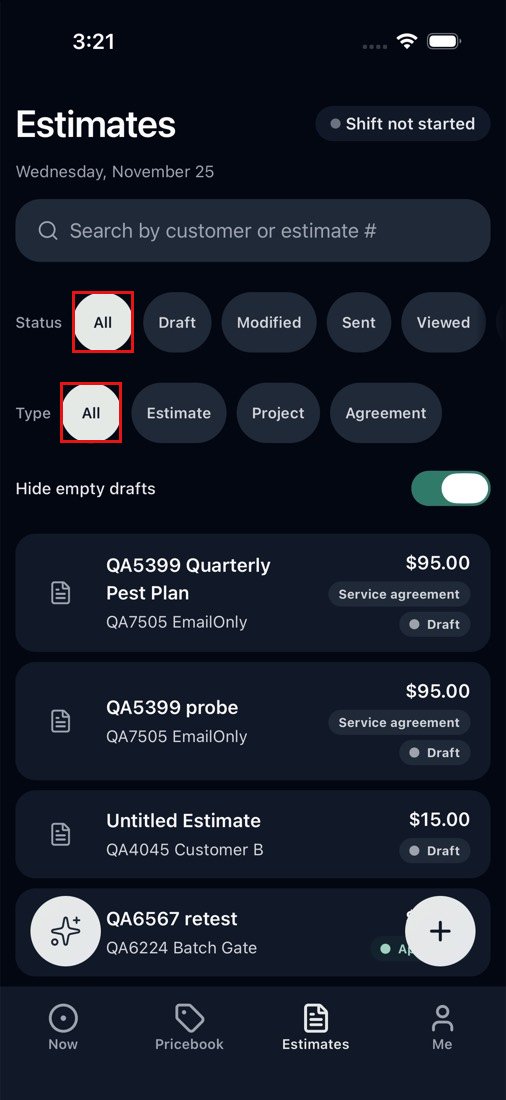 3:21
Estimates
Shift not started
Wednesday, November 25
Search by customer or estimate #
Status All Draft Modified Sent Viewed
Type All Estimate Project Agreement
Hide empty drafts
QA5399 Quarterly
Pest Plan
QA7505 EmailOnly
$95.00
Service agreement
Draft
QA5399 probe
QA7505 EmailOnly
$95.00
Service agreement
Draft
Untitled Estimate
QA4045 Customer B
$15.00
Draft
QA6567 retest
QA6224 Batch Gate
Now Pricebook Estimates Me